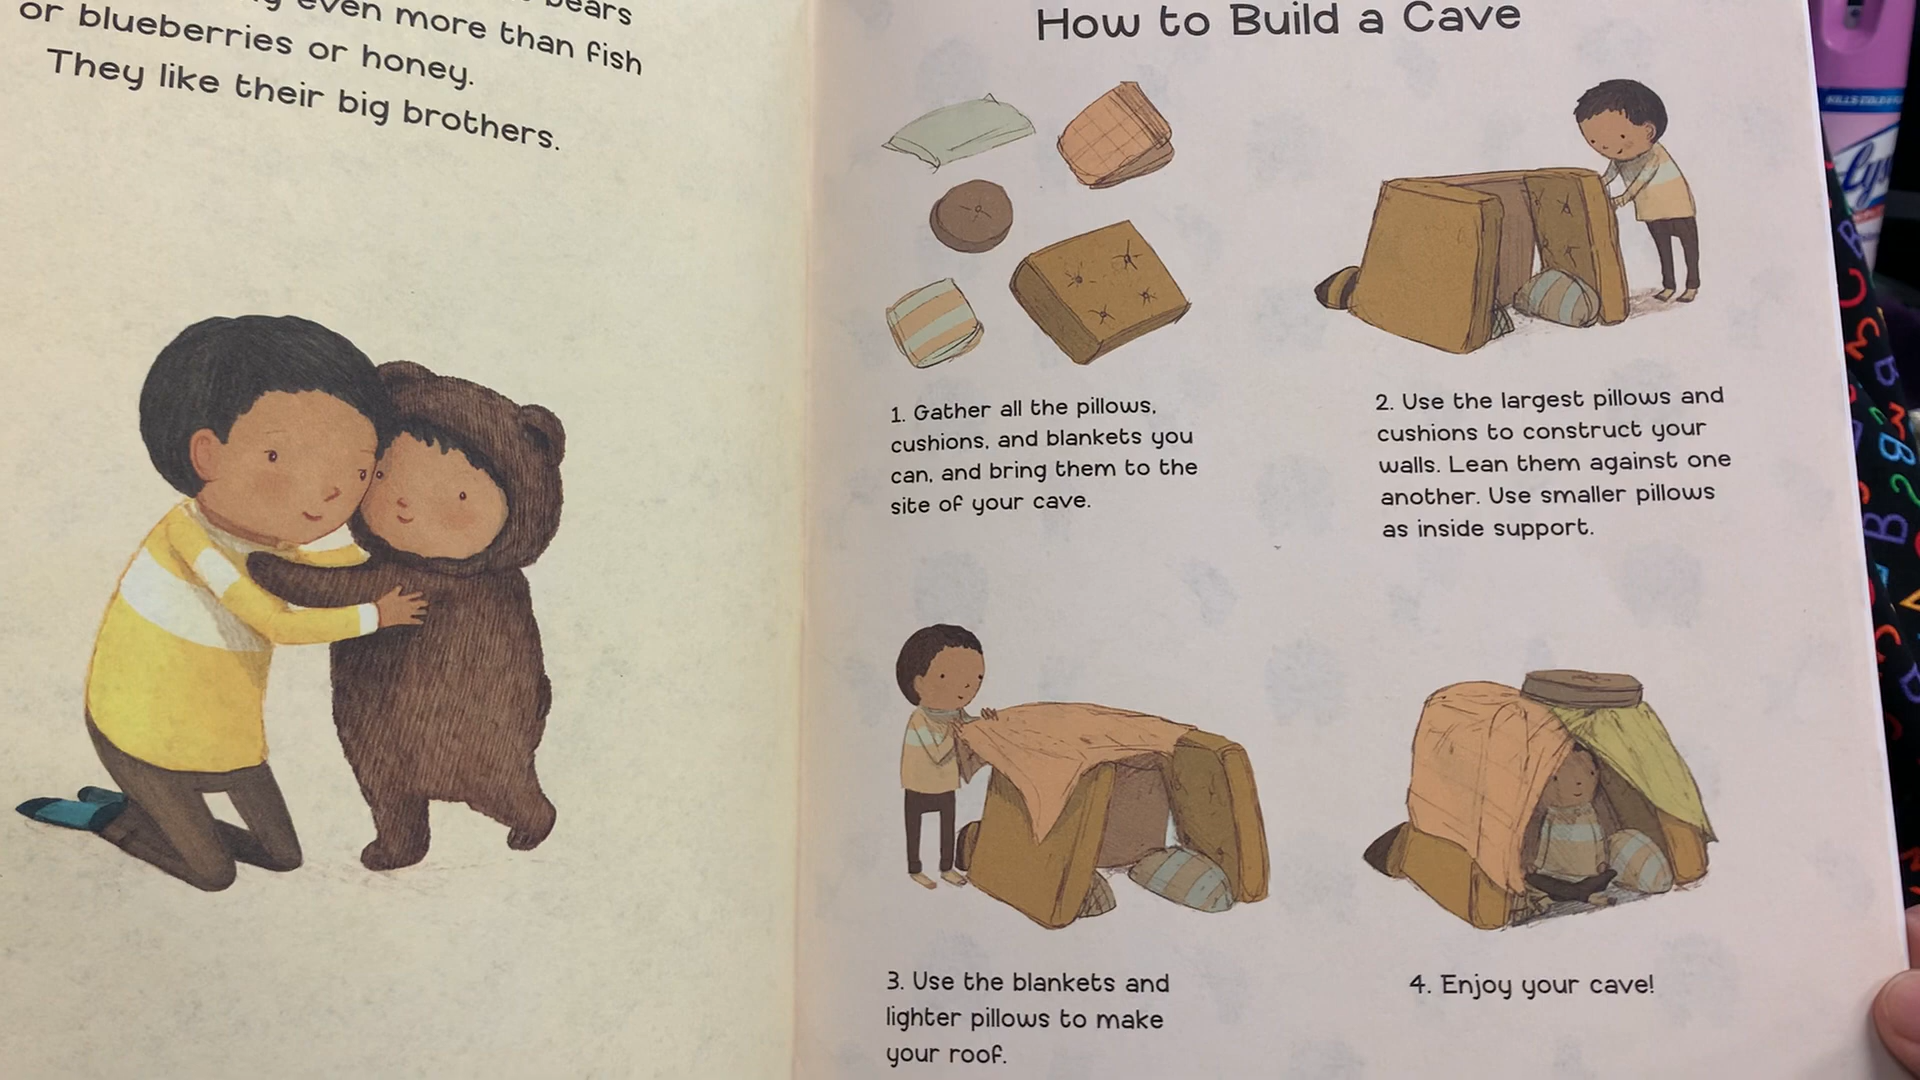 bears
even more than fish
or blueberries or honey.
They like their big brothers.
How to Build a Cave
1. Gather all the pillows,
cushions, and blankets you
can, and bring them to the
site of your cave.
2. Use the largest pillows and
cushions to construct your
walls. Lean them against one
another. Use smaller pillows
as inside support.
3. Use the blankets and
lighter pillows to make
your roof.
4. Enjoy your cave!